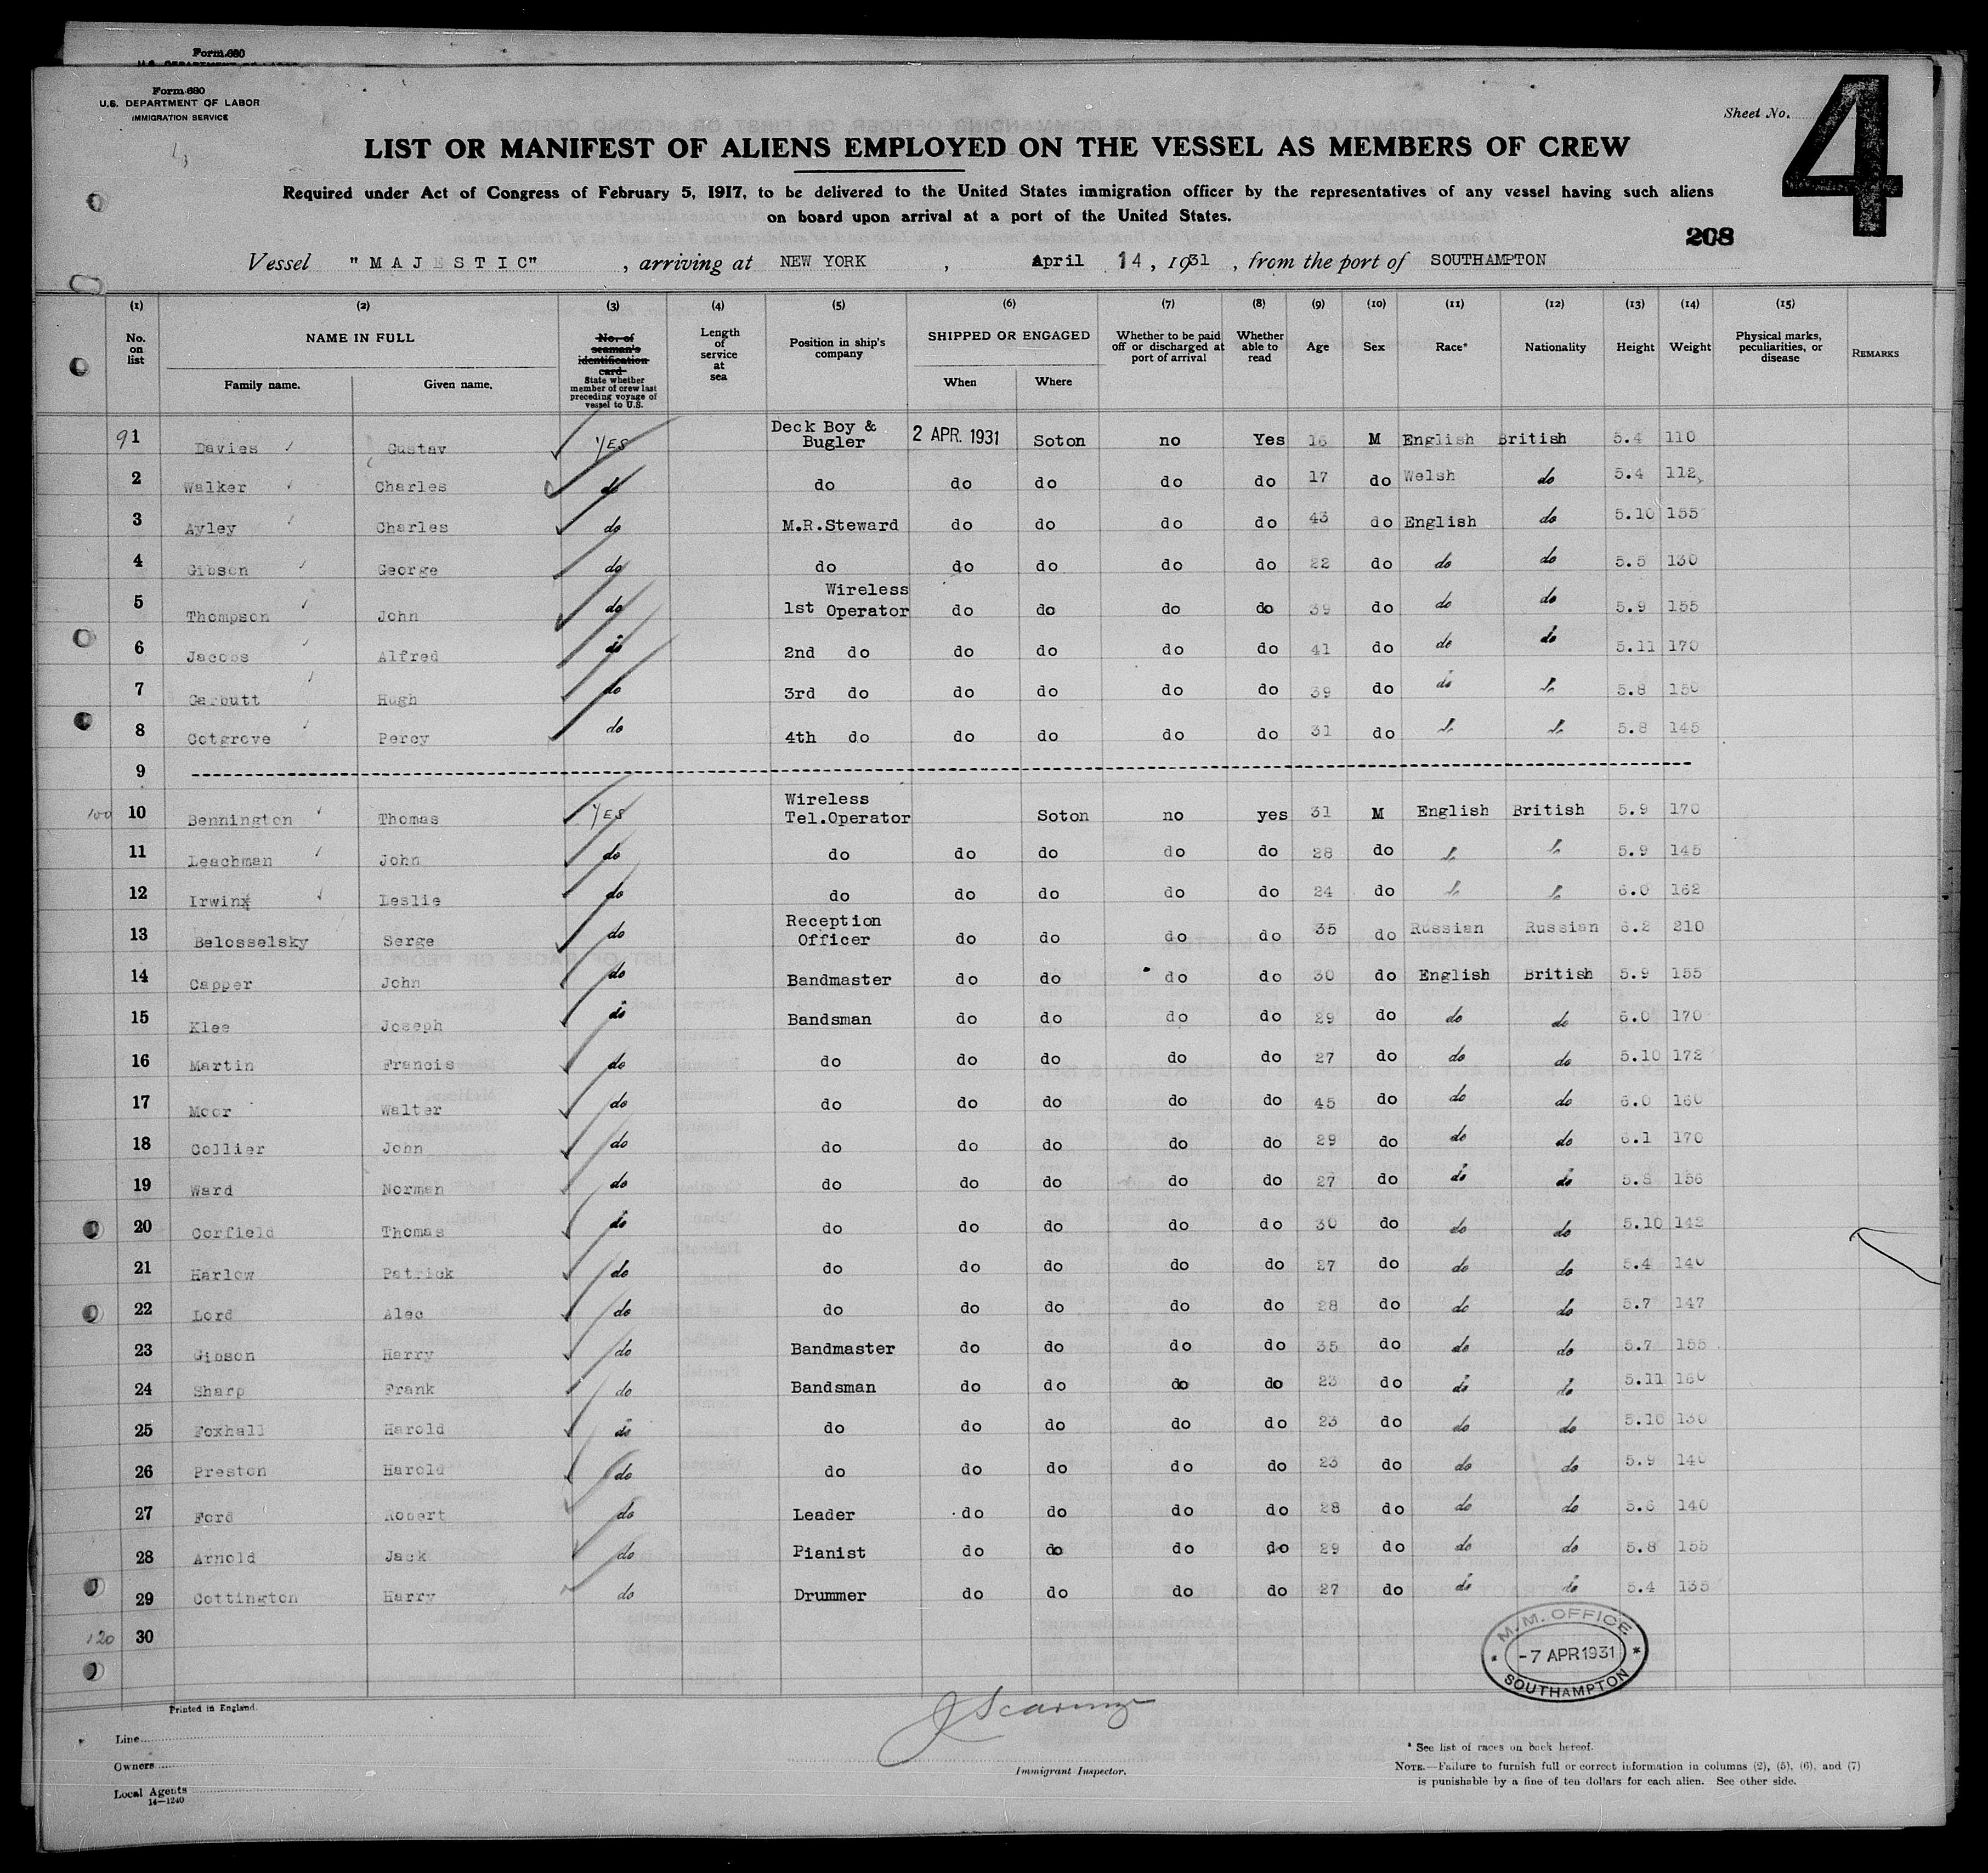 Form 680
Form 680
U.S. DEPARTMENT OF LABOR
IMMIGRATION SERVICE
Sheet No.
4
LIST OR MANIFEST OF ALIENS EMPLOYED ON THE VESSEL AS MEMBERS OF CREW
Required under Act of Congress of February 5, 1917, to be delivered to the United States immigration officer by the representatives of any vessel having such aliens
on board upon arrival at a port of the United States.
208
Vessel "MAJESTIC" , arriving at NEW YORK , April 14, 1931 , from the port of SOUTHAMPTON
(1) (2) (3) (4) (5) (6) (7) (8) (9) (10) (11) (12) (13) (14) (15)
No. on list NAME IN FULL Family name. Given name. No. of seaman's identification card State whether member of crew last preceding voyage of vessel to U.S. Length of service at sea Position in ship's company SHIPPED OR ENGAGED When Where Whether to be paid off or discharged at port of arrival Whether able to read Age Sex Race* Nationality Height Weight Physical marks, peculiarities, or disease REMARKS
91 Davies Gustav YES Deck Boy & Bugler 2 APR. 1931 Soton no Yes 16 M English British 5.4 110
2 Walker Charles do do do do do do 17 do Welsh do 5.4 112
3 Ayley Charles do M.R.Steward do do do do 43 do English do 5.10 155
4 Gibson George do do do do do do 22 do do do 5.5 130
5 Thompson John do 1st Wireless Operator do do do do 39 do do do 5.9 155
6 Jacobs Alfred do 2nd do do do do do 41 do do do 5.11 170
7 Garbutt Hugh do 3rd do do do do do 39 do do do 5.8 150
8 Cotgrove Percy do 4th do do do do do 31 do do do 5.8 145
9
100 10 Bennington Thomas YES Wireless Tel.Operator Soton no yes 31 M English British 5.9 170
11 Leachman John do do do do do do 28 do do do 5.9 145
12 Irwinx Leslie do do do do do do 24 do do do 6.0 162
13 Belosselsky Serge do Reception Officer do do do do 35 do Russian Russian 6.2 210
14 Capper John do Bandmaster do do do do 30 do English British 5.9 155
15 Klee Joseph do Bandsman do do do do 29 do do do 6.0 170
16 Martin Francis do do do do do do 27 do do do 5.10 172
17 Moor Walter do do do do do do 45 do do do 6.0 160
18 Collier John do do do do do do 29 do do do 6.1 170
19 Ward Norman do do do do do do 27 do do do 5.8 156
20 Corfield Thomas do do do do do do 30 do do do 5.10 142
21 Harlow Patrick do do do do do do 27 do do do 5.4 140
22 Lord Alec do do do do do do 28 do do do 5.7 147
23 Gibson Harry do Bandmaster do do do do 35 do do do 5.7 155
24 Sharp Frank do Bandsman do do do do 23 do do do 5.11 160
25 Foxhall Harold do do do do do do 23 do do do 5.10 130
26 Preston Harold do do do do do do 23 do do do 5.9 140
27 Ford Robert do Leader do do do do 28 do do do 5.6 140
28 Arnold Jack do Pianist do do do do 29 do do do 5.8 155
29 Cottington Harry do Drummer do do do do 27 do do do 5.4 135
120 30
M.M. OFFICE
-7 APR 1931
SOUTHAMPTON
Printed in England.
Line
Owners
Local Agents
14—1240
Immigrant Inspector.
* See list of races on back hereof.
NOTE.—Failure to furnish full or correct information in columns (2), (5), (6), and (7)
is punishable by a fine of ten dollars for each alien. See other side.